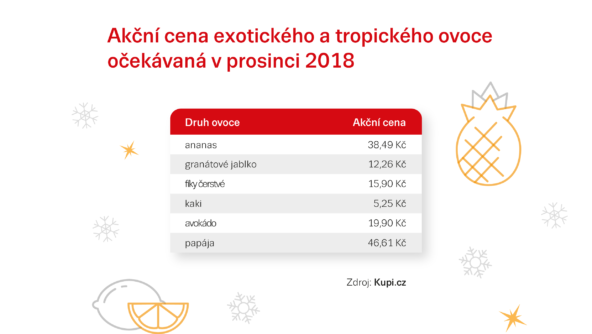 Akční cena exotického a tropického ovoce
očekávaná v prosinci 2018
Druh ovoce Akční cena
ananas 38,49 Kč
granátové jablko 12,26 Kč
fíky čerstvé 15,90 Kč
kaki 5,25 Kč
avokádo 19,90 Kč
papája 46,61 Kč
Zdroj: Kupi.cz